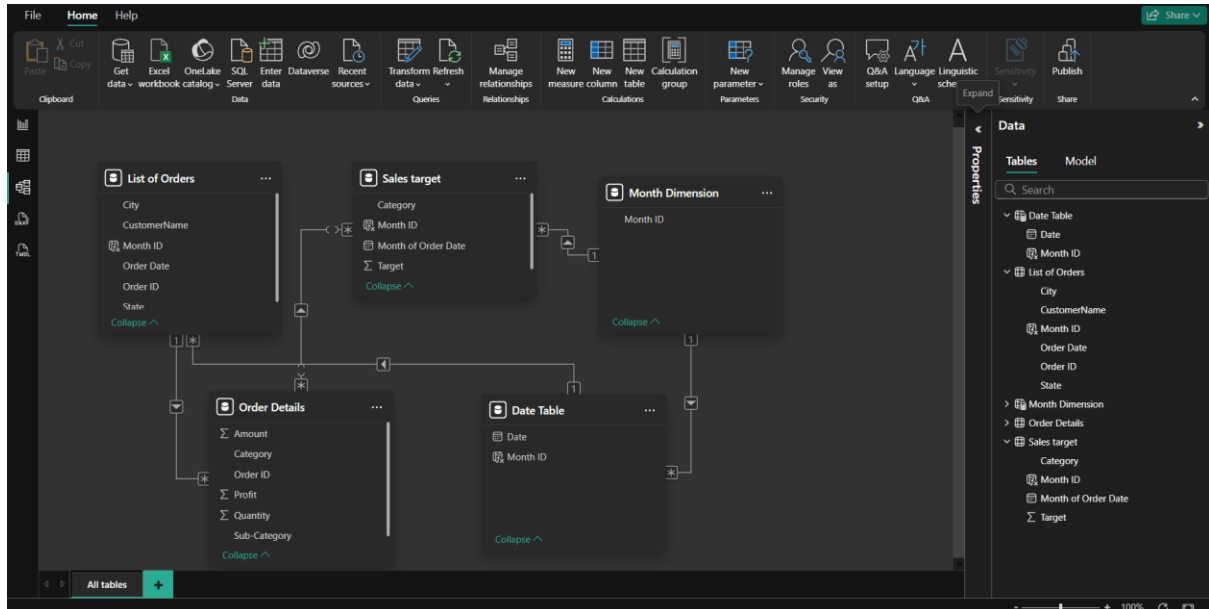 File Home Help
Share
Paste
Cut
Copy
Clipboard
Get data
Excel workbook
OneLake catalog
SQL Server
Enter data
Dataverse
Recent sources
Data
Transform data
Refresh
Queries
Manage relationships
Relationships
New measure
New column
New table
Calculation group
Calculations
New parameter
Parameters
Manage roles
View as
Security
Q&A setup
Language
Linguistic
Q&A
Expand
Sensitivity
Sensitivity
Publish
Share
List of Orders
City
CustomerName
Month ID
Order Date
Order ID
State
Collapse
Sales target
Category
Month ID
Month of Order Date
Target
Collapse
Month Dimension
Month ID
Collapse
1
*
*
1
*
1
*
1
*
1
*
Order Details
Amount
Category
Order ID
Profit
Quantity
Sub-Category
Collapse
Date Table
Date
Month ID
Collapse
Properties
Data
Tables Model
Search
Date Table
Date
Month ID
List of Orders
City
CustomerName
Month ID
Order Date
Order ID
State
Month Dimension
Order Details
Sales target
Category
Month ID
Month of Order Date
Target
TMDL
All tables +
- + 100%